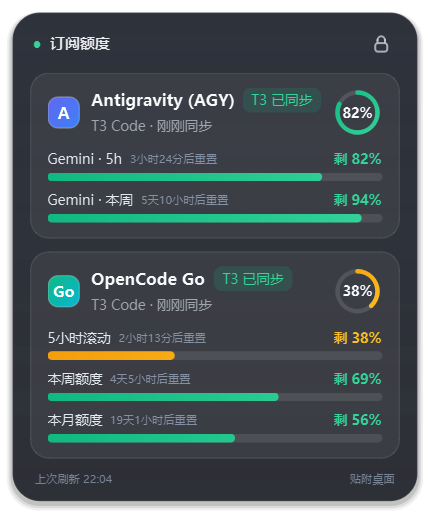 订阅额度
A Antigravity (AGY) T3 已同步 82%
T3 Code · 刚刚同步
Gemini · 5h 3小时24分后重置 剩 82%
Gemini · 本周 5天10小时后重置 剩 94%
Go OpenCode Go T3 已同步 38%
T3 Code · 刚刚同步
5小时滚动 2小时13分后重置 剩 38%
本周额度 4天5小时后重置 剩 69%
本月额度 19天1小时后重置 剩 56%
上次刷新 22:04 贴附桌面